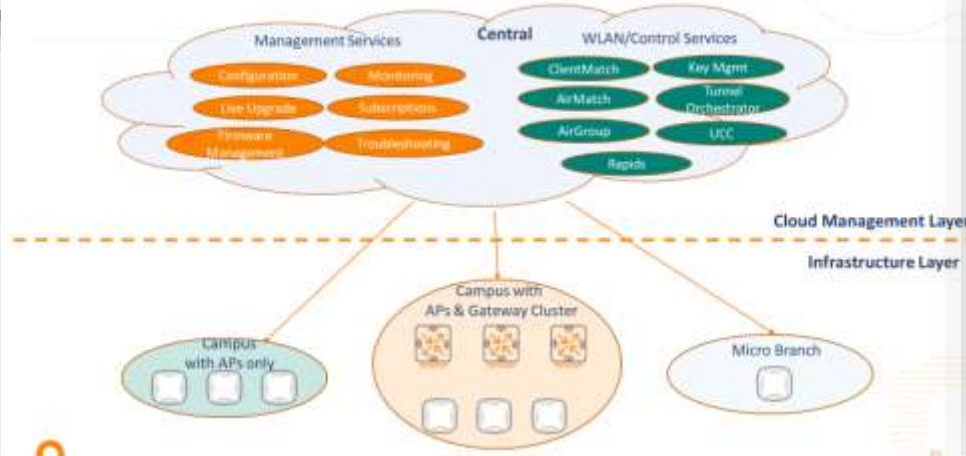 Central
Management Services
WLAN/Control Services
Configuration
Monitoring
Live Upgrade
Subscriptions
Firmware
Management
Troubleshooting
ClientMatch
Key Mgmt
AirMatch
Tunnel
Orchestrator
AirGroup
UCC
Rapids
Cloud Management Layer
Infrastructure Layer
Campus
with APs only
Campus with
APs & Gateway Cluster
Micro Branch